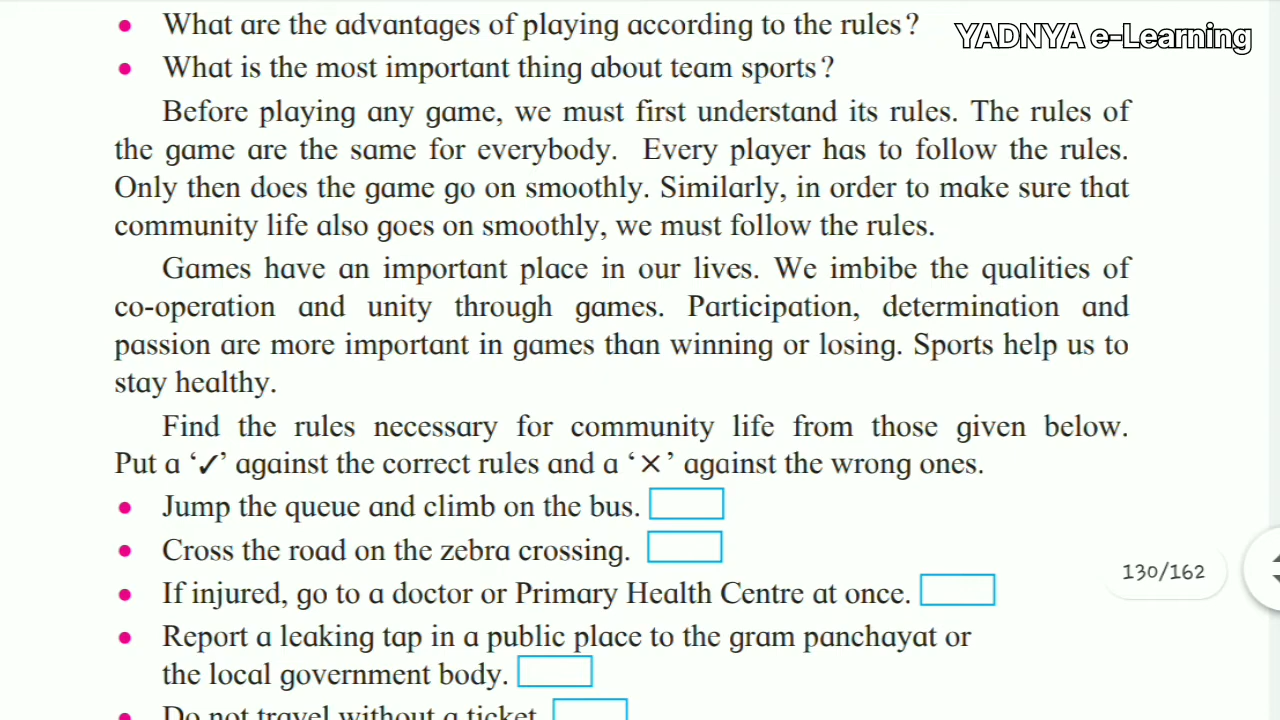 • What are the advantages of playing according to the rules?
YADNYA e-Learning
• What is the most important thing about team sports?
Before playing any game, we must first understand its rules. The rules of
the game are the same for everybody. Every player has to follow the rules.
Only then does the game go on smoothly. Similarly, in order to make sure that
community life also goes on smoothly, we must follow the rules.
Games have an important place in our lives. We imbibe the qualities of
co-operation and unity through games. Participation, determination and
passion are more important in games than winning or losing. Sports help us to
stay healthy.
Find the rules necessary for community life from those given below.
Put a ‘✓’ against the correct rules and a ‘×’ against the wrong ones.
• Jump the queue and climb on the bus.
• Cross the road on the zebra crossing.
• If injured, go to a doctor or Primary Health Centre at once.
130/162
• Report a leaking tap in a public place to the gram panchayat or
the local government body.
• Do not travel without a ticket.